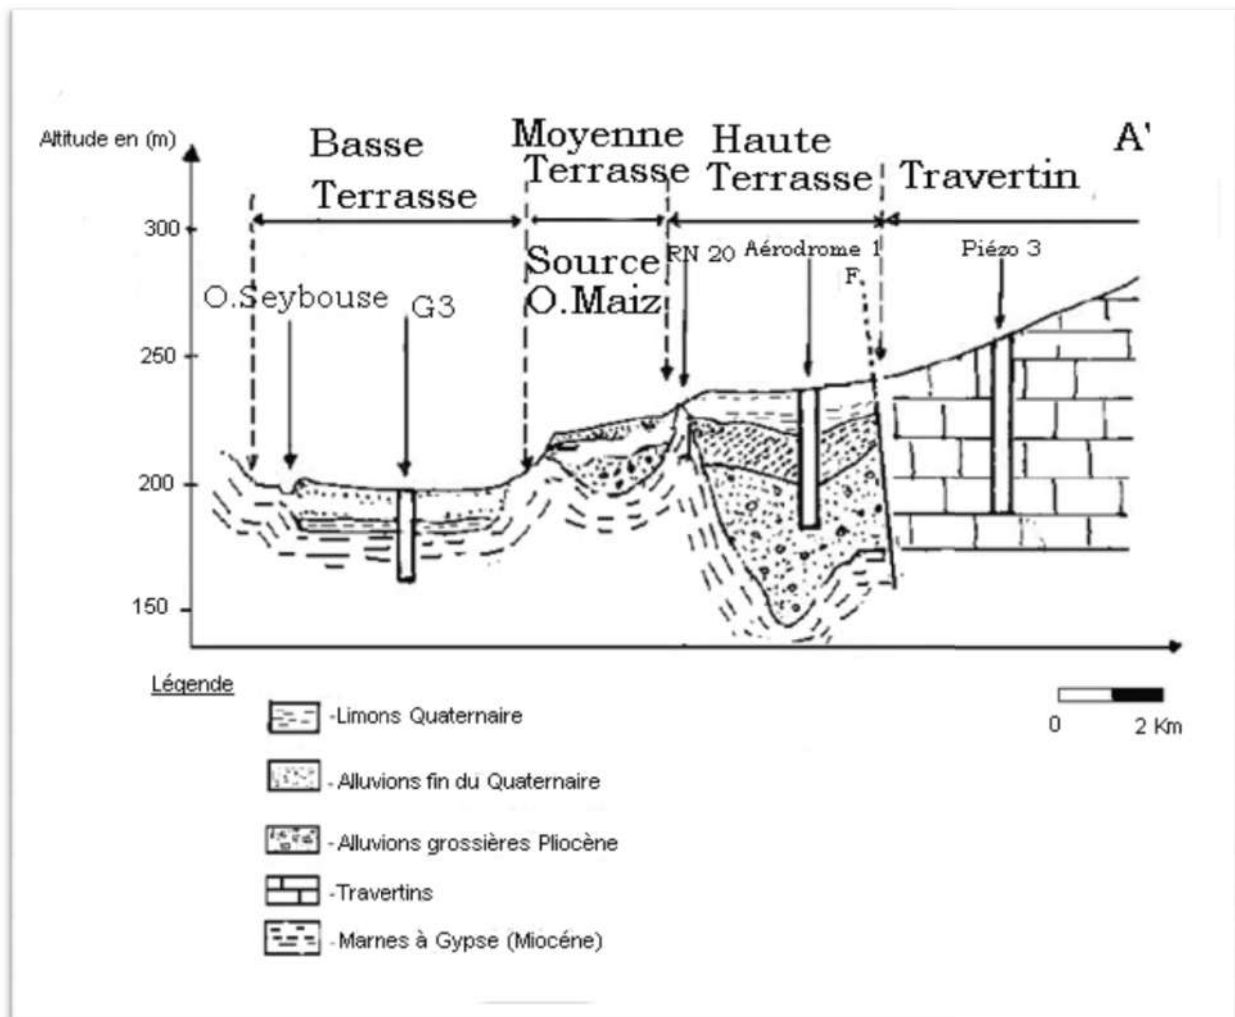 Altitude en (m)
Basse
Terrasse
Moyenne
Terrasse
Haute
Terrasse
Travertin
A'
300
250
200
150
O.Seybouse
G3
Source
O.Maiz
RN 20
Aérodrome 1
F
Piézo 3
Légende
-Limons Quaternaire
-Alluvions fin du Quaternaire
-Alluvions grossières Pliocène
-Travertins
-Marnes à Gypse (Miocéne)
0 2 Km